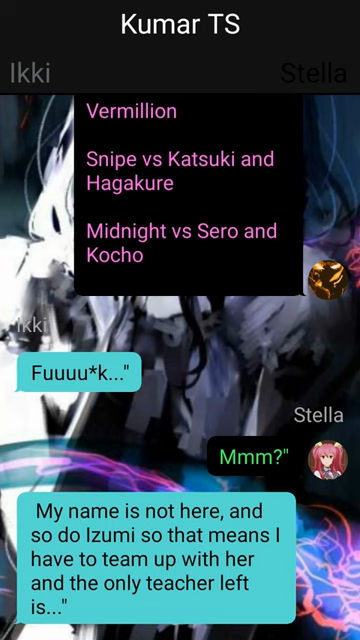 Kumar TS
Ikki
Stella
Vermillion
Snipe vs Katsuki and
Hagakure
Midnight vs Sero and
Kocho
Ikki
Fuuuu*k..."
Stella
Mmm?"
My name is not here, and
so do Izumi so that means I
have to team up with her
and the only teacher left
is..."